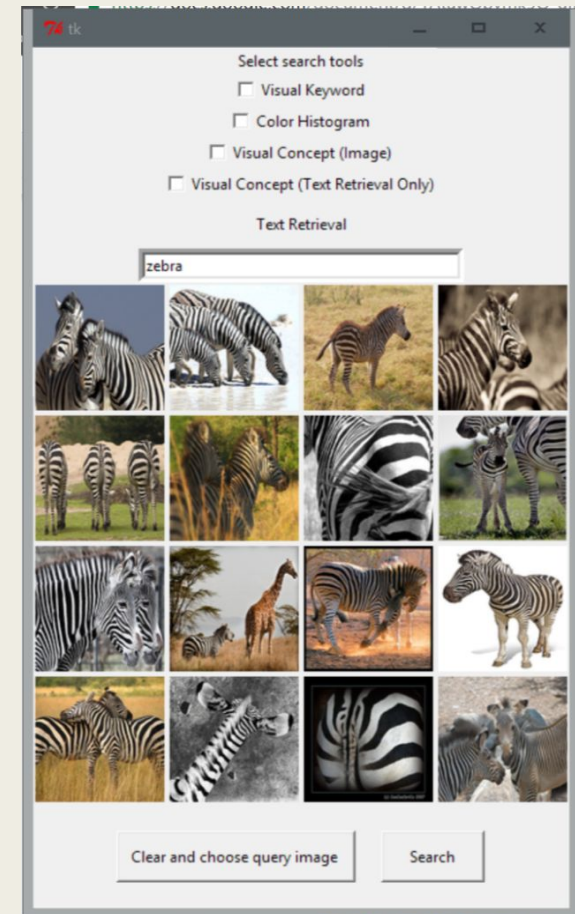 Tk tk
Select search tools
Visual Keyword
Color Histogram
Visual Concept (Image)
Visual Concept (Text Retrieval Only)
Text Retrieval
zebra
Clear and choose query image
Search